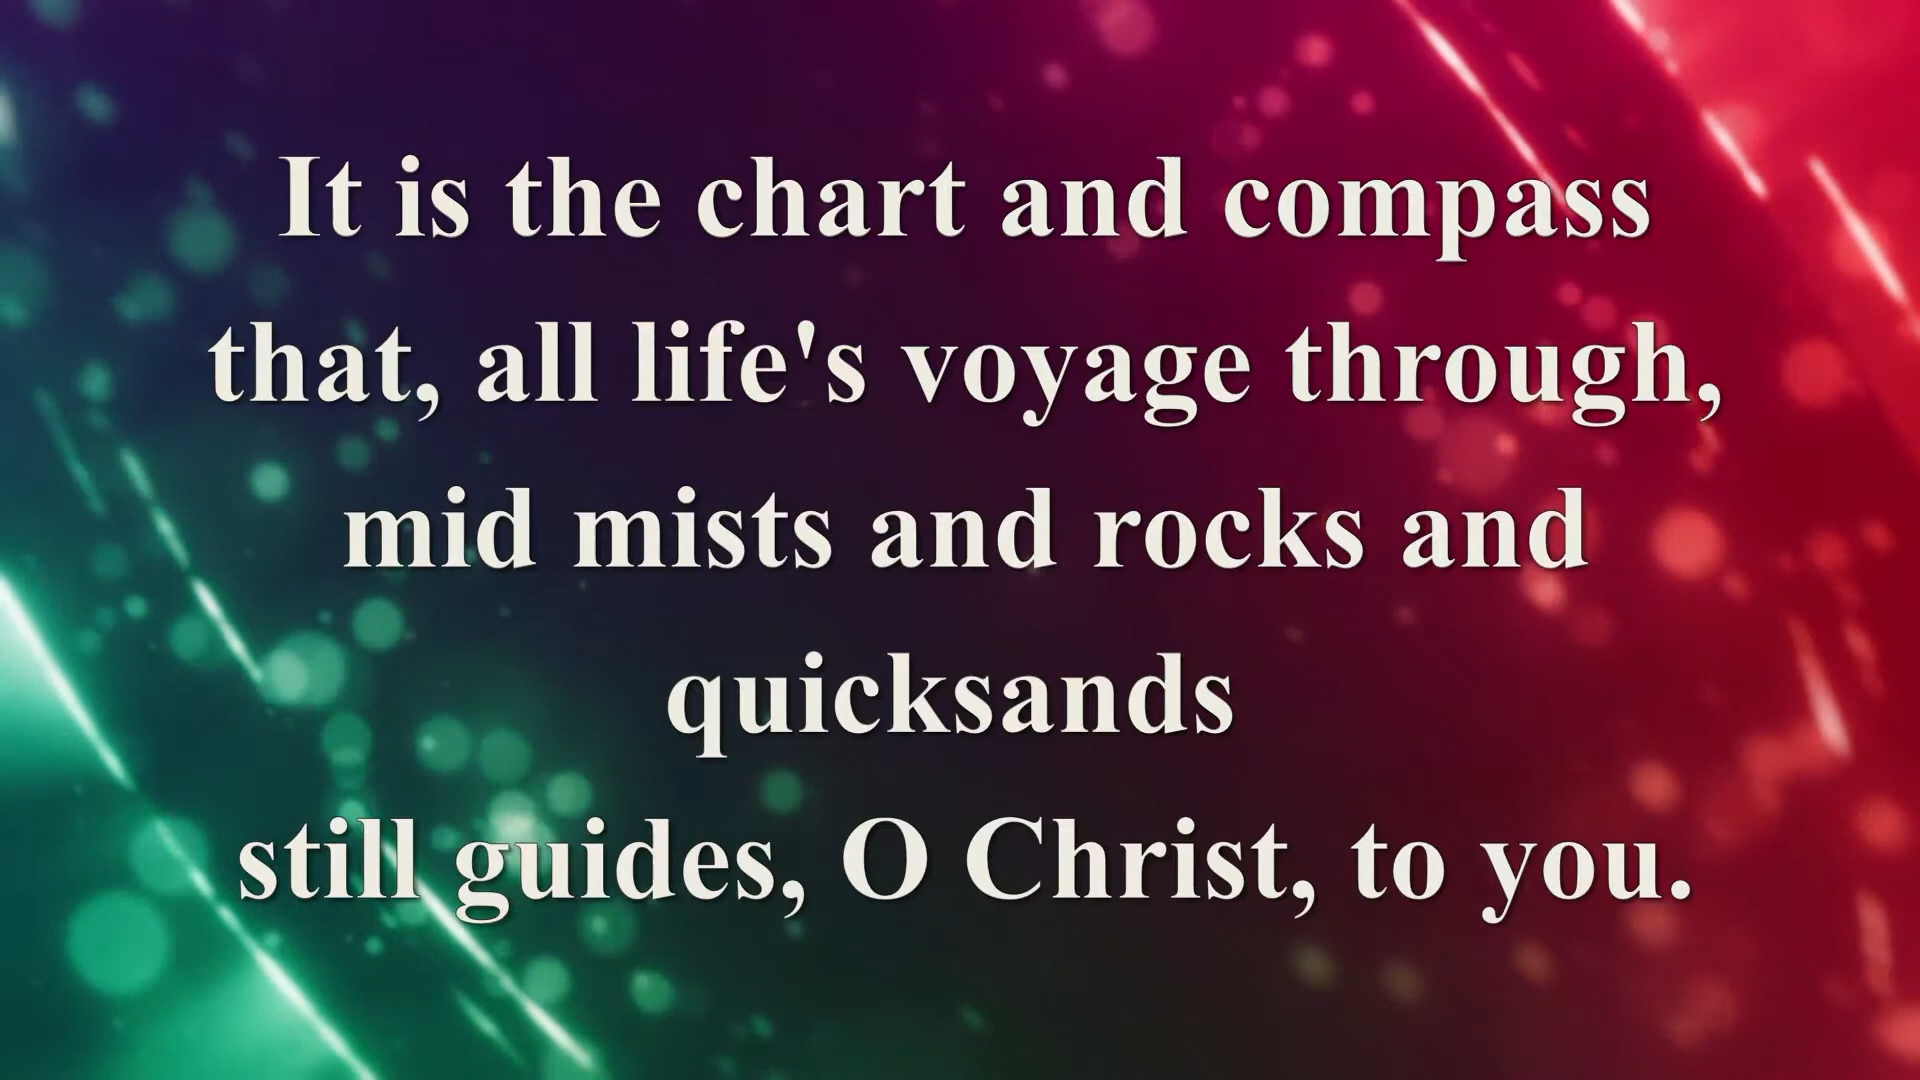 It is the chart and compass
that, all life's voyage through,
mid mists and rocks and
quicksands
still guides, O Christ, to you.